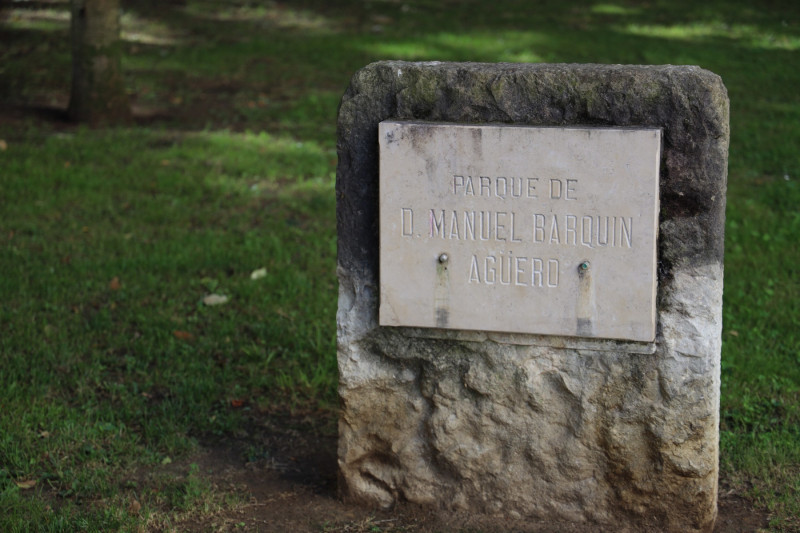 PARQUE DE
D. MANUEL BARQUIN
AGÜERO